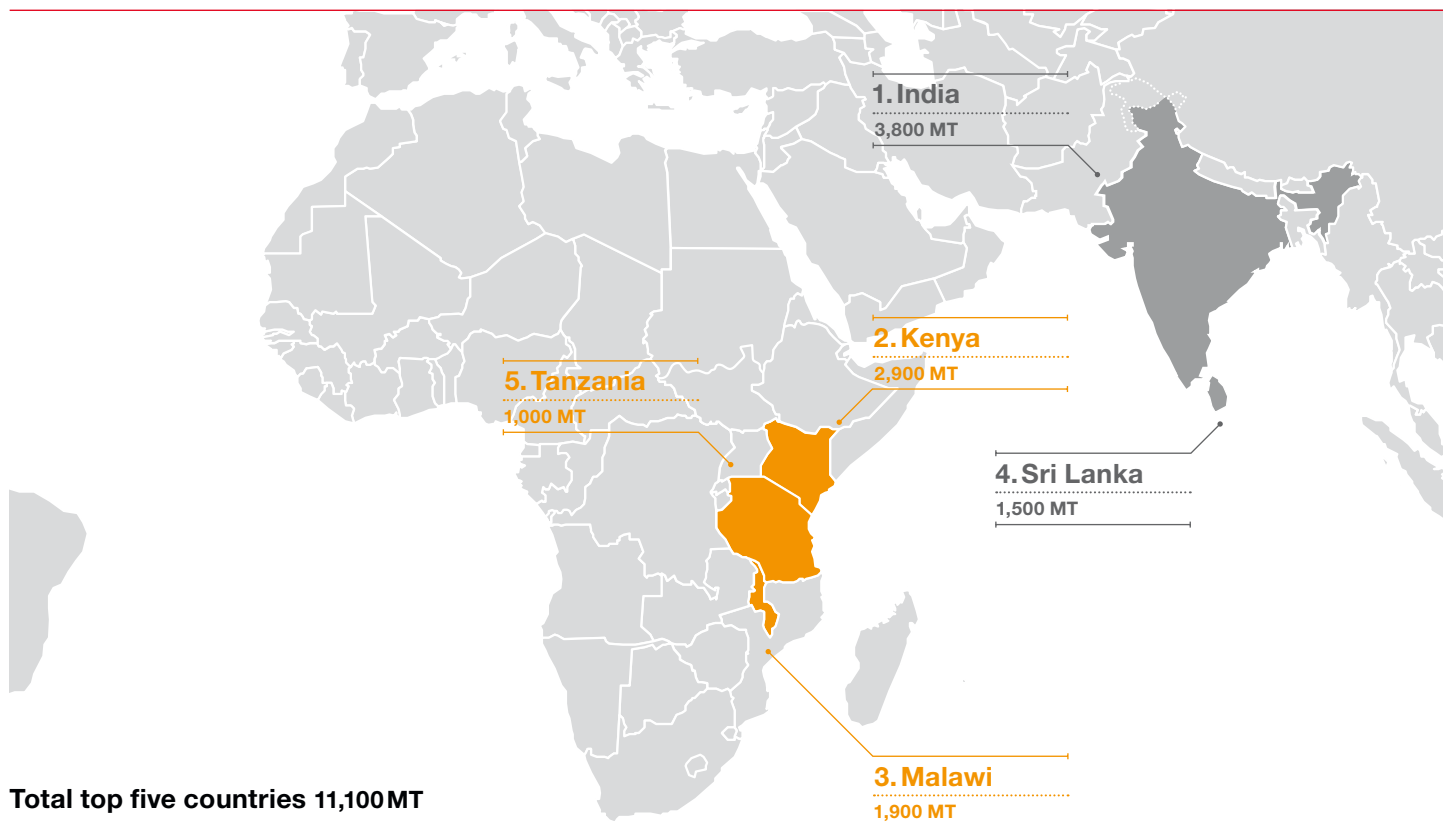 1. India
3,800 MT
2. Kenya
2,900 MT
5. Tanzania
1,000 MT
4. Sri Lanka
1,500 MT
3. Malawi
1,900 MT
Total top five countries 11,100 MT